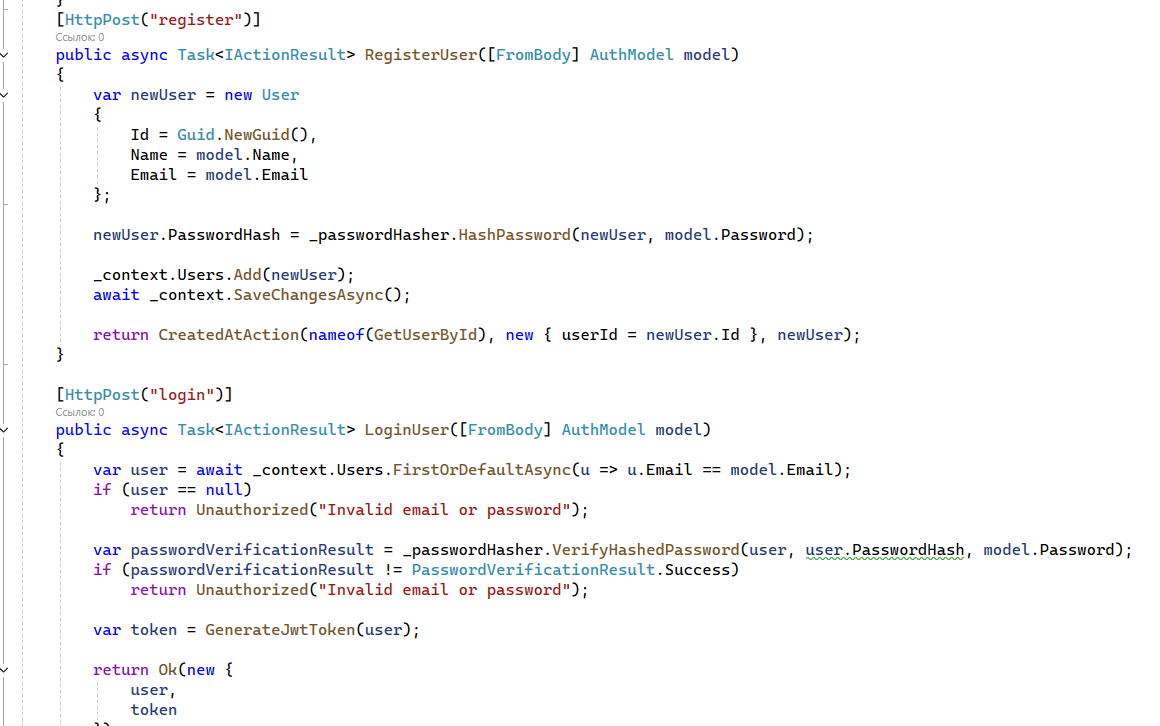 }
[HttpPost("register")]
Ссылок: 0
public async Task<IActionResult> RegisterUser([FromBody] AuthModel model)
{
    var newUser = new User
    {
        Id = Guid.NewGuid(),
        Name = model.Name,
        Email = model.Email
    };

    newUser.PasswordHash = _passwordHasher.HashPassword(newUser, model.Password);

    _context.Users.Add(newUser);
    await _context.SaveChangesAsync();

    return CreatedAtAction(nameof(GetUserById), new { userId = newUser.Id }, newUser);
}

[HttpPost("login")]
Ссылок: 0
public async Task<IActionResult> LoginUser([FromBody] AuthModel model)
{
    var user = await _context.Users.FirstOrDefaultAsync(u => u.Email == model.Email);
    if (user == null)
        return Unauthorized("Invalid email or password");

    var passwordVerificationResult = _passwordHasher.VerifyHashedPassword(user, user.PasswordHash, model.Password);
    if (passwordVerificationResult != PasswordVerificationResult.Success)
        return Unauthorized("Invalid email or password");

    var token = GenerateJwtToken(user);

    return Ok(new {
        user,
        token